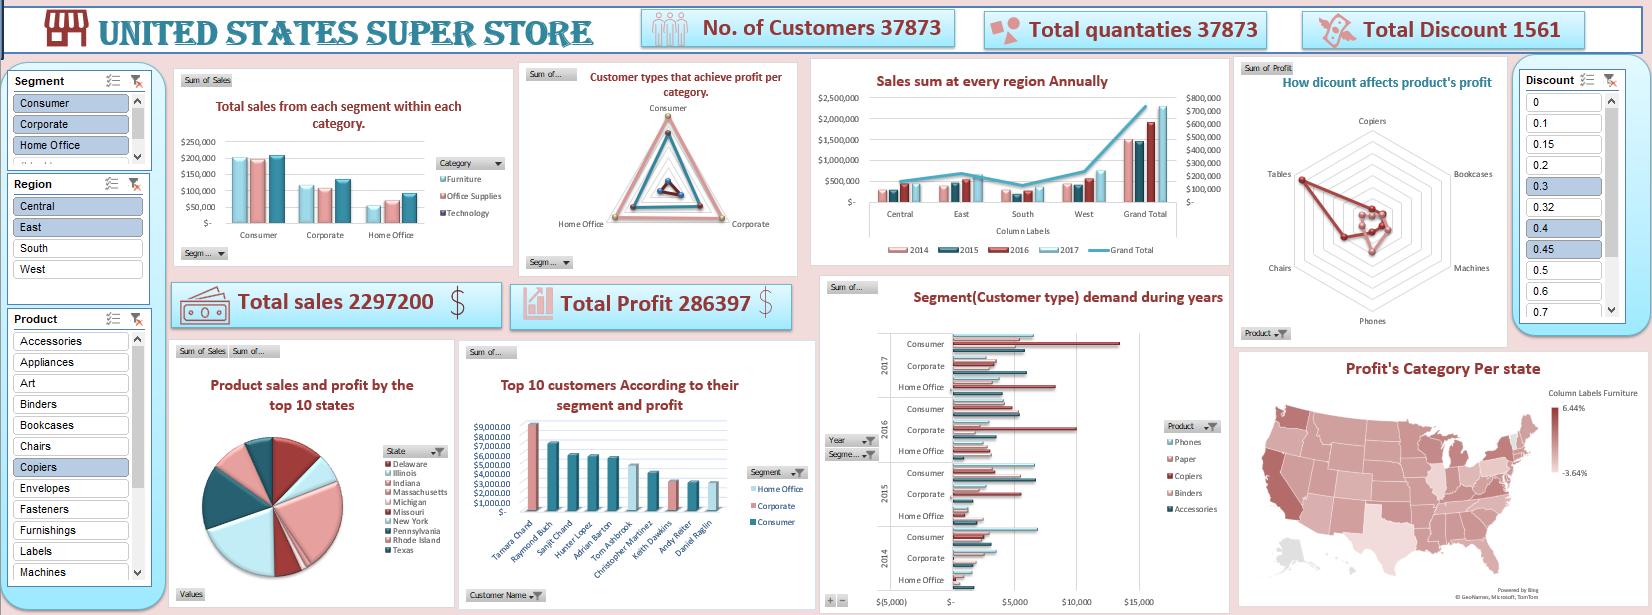 UNITED STATES SUPER STORE
No. of Customers 37873
Total quantaties 37873
Total Discount 1561
Segment
Consumer
Corporate
Home Office
Region
Central
East
South
West
Product
Accessories
Appliances
Art
Binders
Bookcases
Chairs
Copiers
Envelopes
Fasteners
Furnishings
Labels
Machines
Sum of Sales
Total sales from each segment within each
category.
$250,000
$200,000
$150,000
$100,000
$50,000
$-
Consumer
Corporate
Home Office
Category
Furniture
Office Supplies
Technology
Segm...
Sum of...
Customer types that achieve profit per
category.
Consumer
Home Office
Corporate
Segm...
Sales sum at every region Annually
$2,500,000
$2,000,000
$1,500,000
$1,000,000
$500,000
$-
$800,000
$700,000
$600,000
$500,000
$400,000
$300,000
$200,000
$100,000
$-
Central
East
South
West
Grand Total
Column Labels
2014
2015
2016
2017
Grand Total
Sum of Profit
How dicount affects product's profit
Copiers
Tables
Bookcases
Chairs
Machines
Phones
Product
Discount
0
0.1
0.15
0.2
0.3
0.32
0.4
0.45
0.5
0.6
0.7
Total sales 2297200 $
Total Profit 286397 $
Sum of Sales
Sum of...
Product sales and profit by the
top 10 states
State
Delaware
Illinois
Indiana
Massachusetts
Michigan
Missouri
New York
Pennsylvania
Rhode Island
Texas
Values
Sum of...
Top 10 customers According to their
segment and profit
$9,000.00
$8,000.00
$7,000.00
$6,000.00
$5,000.00
$4,000.00
$3,000.00
$2,000.00
$1,000.00
$-
Tamara Chand
Raymond Buch
Sanjit Chand
Hunter Lopez
Adrian Barton
Tom Ashbrook
Christopher Martinez
Keith Dawkins
Andy Reiter
Daniel Raglin
Segment
Home Office
Corporate
Consumer
Customer Name
Sum of...
Segment(Customer type) demand during years
Year
Segme...
2017
Consumer
Corporate
Home Office
2016
Consumer
Corporate
Home Office
2015
Consumer
Corporate
Home Office
2014
Consumer
Corporate
Home Office
$(5,000)
$-
$5,000
$10,000
$15,000
Product
Phones
Paper
Copiers
Binders
Accessories
+ −
Profit's Category Per state
Column Labels Furniture
6.44%
-3.64%
Powered by Bing
© GeoNames, Microsoft, TomTom